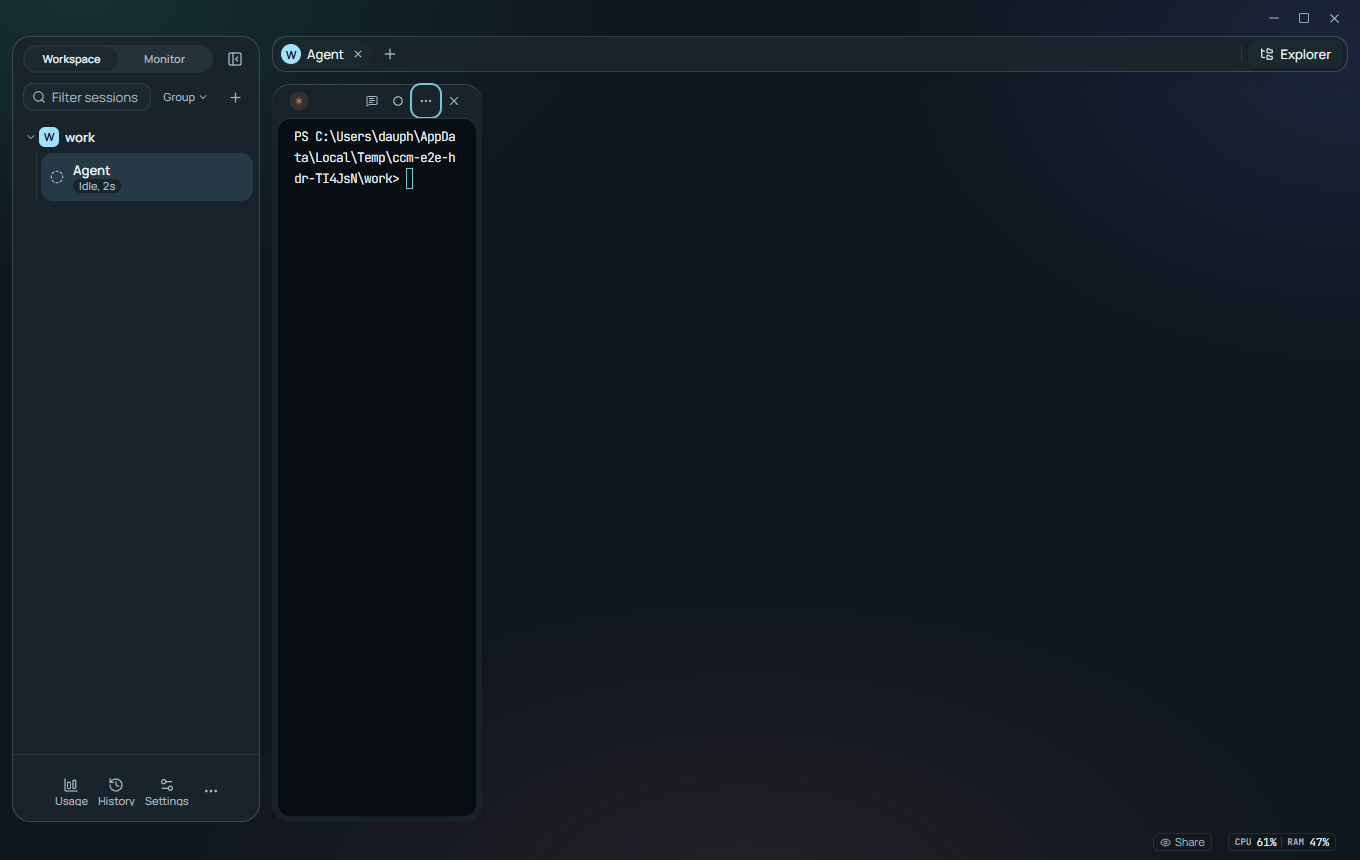 Workspace Monitor
Filter sessions Group
W work
Agent
Idle, 2s
Usage History Settings
W Agent
Explorer
PS C:\Users\dauph\AppDa
ta\Local\Temp\ccm-e2e-h
dr-TI4JsN\work>
Share CPU 61% RAM 47%